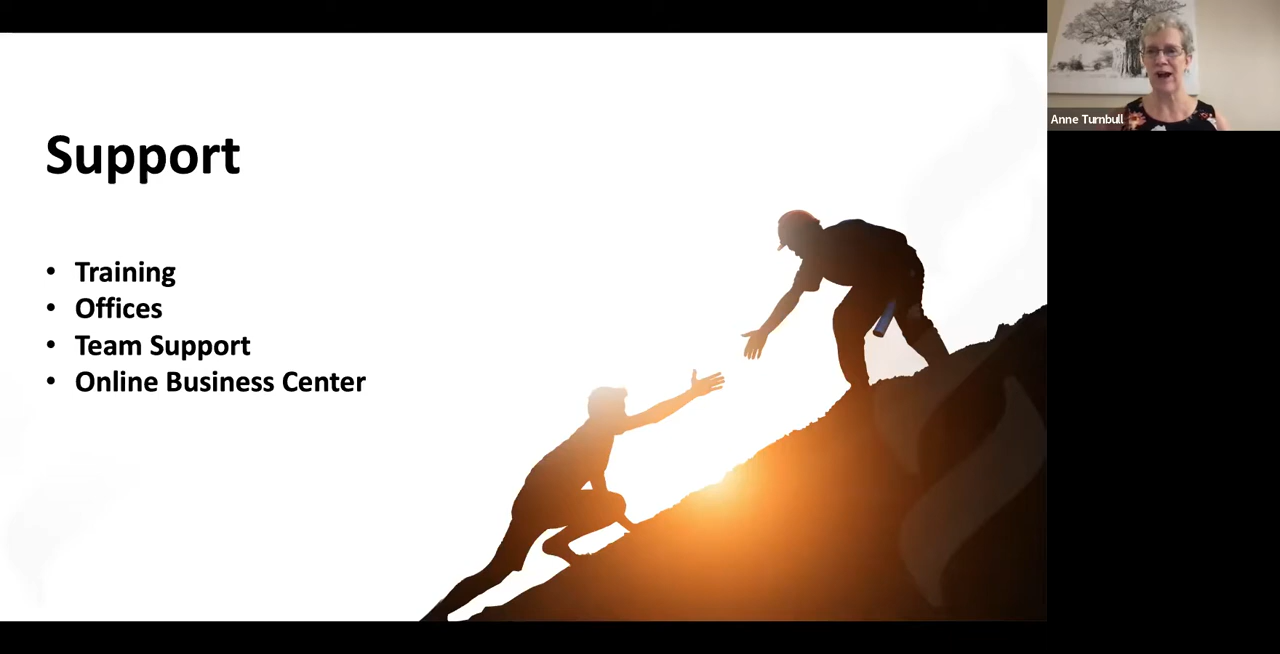 Support
• Training
• Offices
• Team Support
• Online Business Center
Anne Turnbull